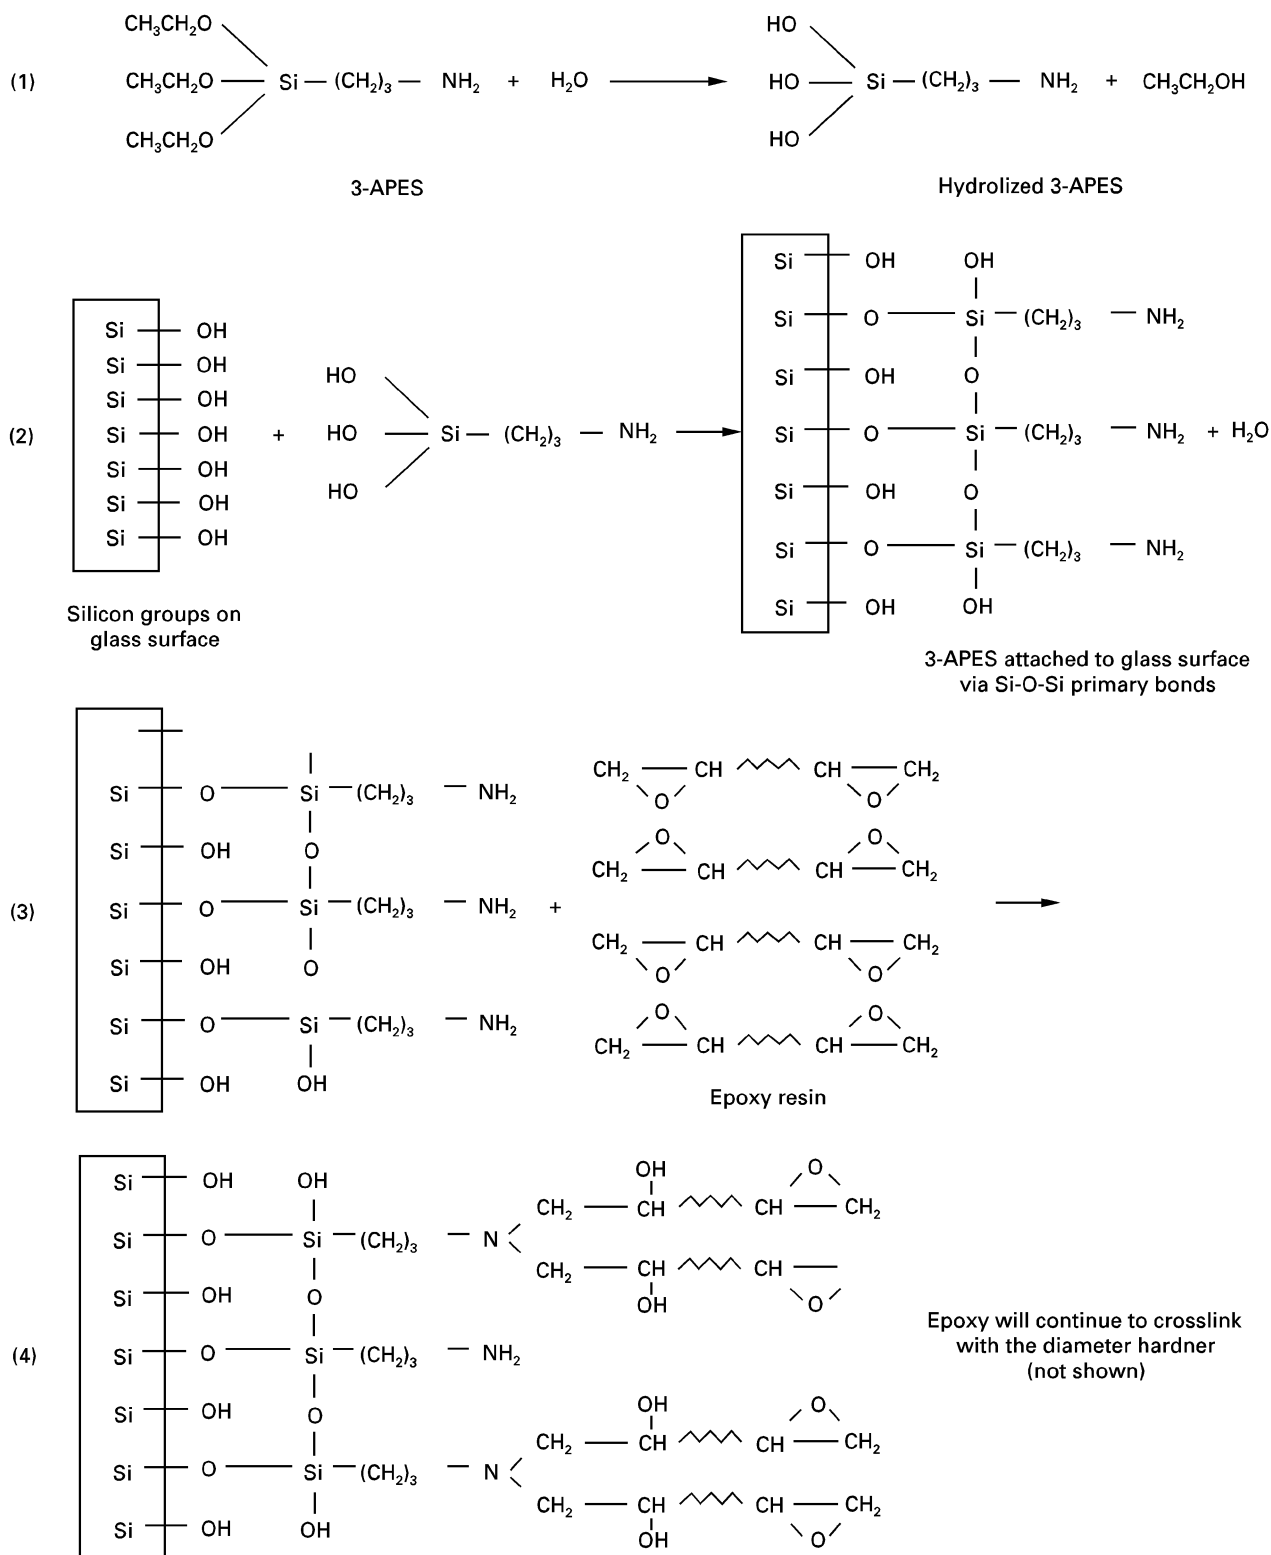 CH₃CH₂O HO
(1) CH₃CH₂O Si (CH₂)₃ NH₂ + H₂O HO Si (CH₂)₃ NH₂ + CH₃CH₂OH
CH₃CH₂O HO
3-APES Hydrolized 3-APES
Si OH OH
Si OH Si O Si (CH₂)₃ NH₂
Si OH HO Si OH O
Si OH
(2) Si OH + HO Si (CH₂)₃ NH₂ Si O Si (CH₂)₃ NH₂ + H₂O
Si OH HO Si OH O
Si OH
Si OH Si O Si (CH₂)₃ NH₂
Silicon groups on Si OH OH
glass surface
3-APES attached to glass surface
via Si-O-Si primary bonds
CH₂ CH CH CH₂
Si O Si (CH₂)₃ NH₂ O O
Si OH O O O
CH₂ CH CH CH₂
(3) Si O Si (CH₂)₃ NH₂ +
CH₂ CH CH CH₂
Si OH O O O
O O
Si O Si (CH₂)₃ NH₂ CH₂ CH CH CH₂
Si OH OH Epoxy resin
OH O
Si OH OH CH₂ CH CH CH₂
Si O Si (CH₂)₃ N
CH₂ CH CH
Si OH O OH O
Epoxy will continue to crosslink
with the diameter hardner
(not shown)
(4) Si O Si (CH₂)₃ NH₂
OH O
Si OH O CH₂ CH CH CH₂
Si O Si (CH₂)₃ N
CH₂ CH CH CH₂
Si OH OH OH O